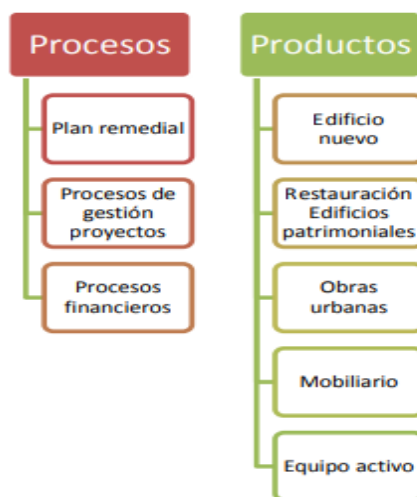 Procesos
Plan remedial
Procesos de
gestión
proyectos
Procesos
financieros
Productos
Edificio
nuevo
Restauración
Edificios
patrimoniales
Obras
urbanas
Mobiliario
Equipo activo